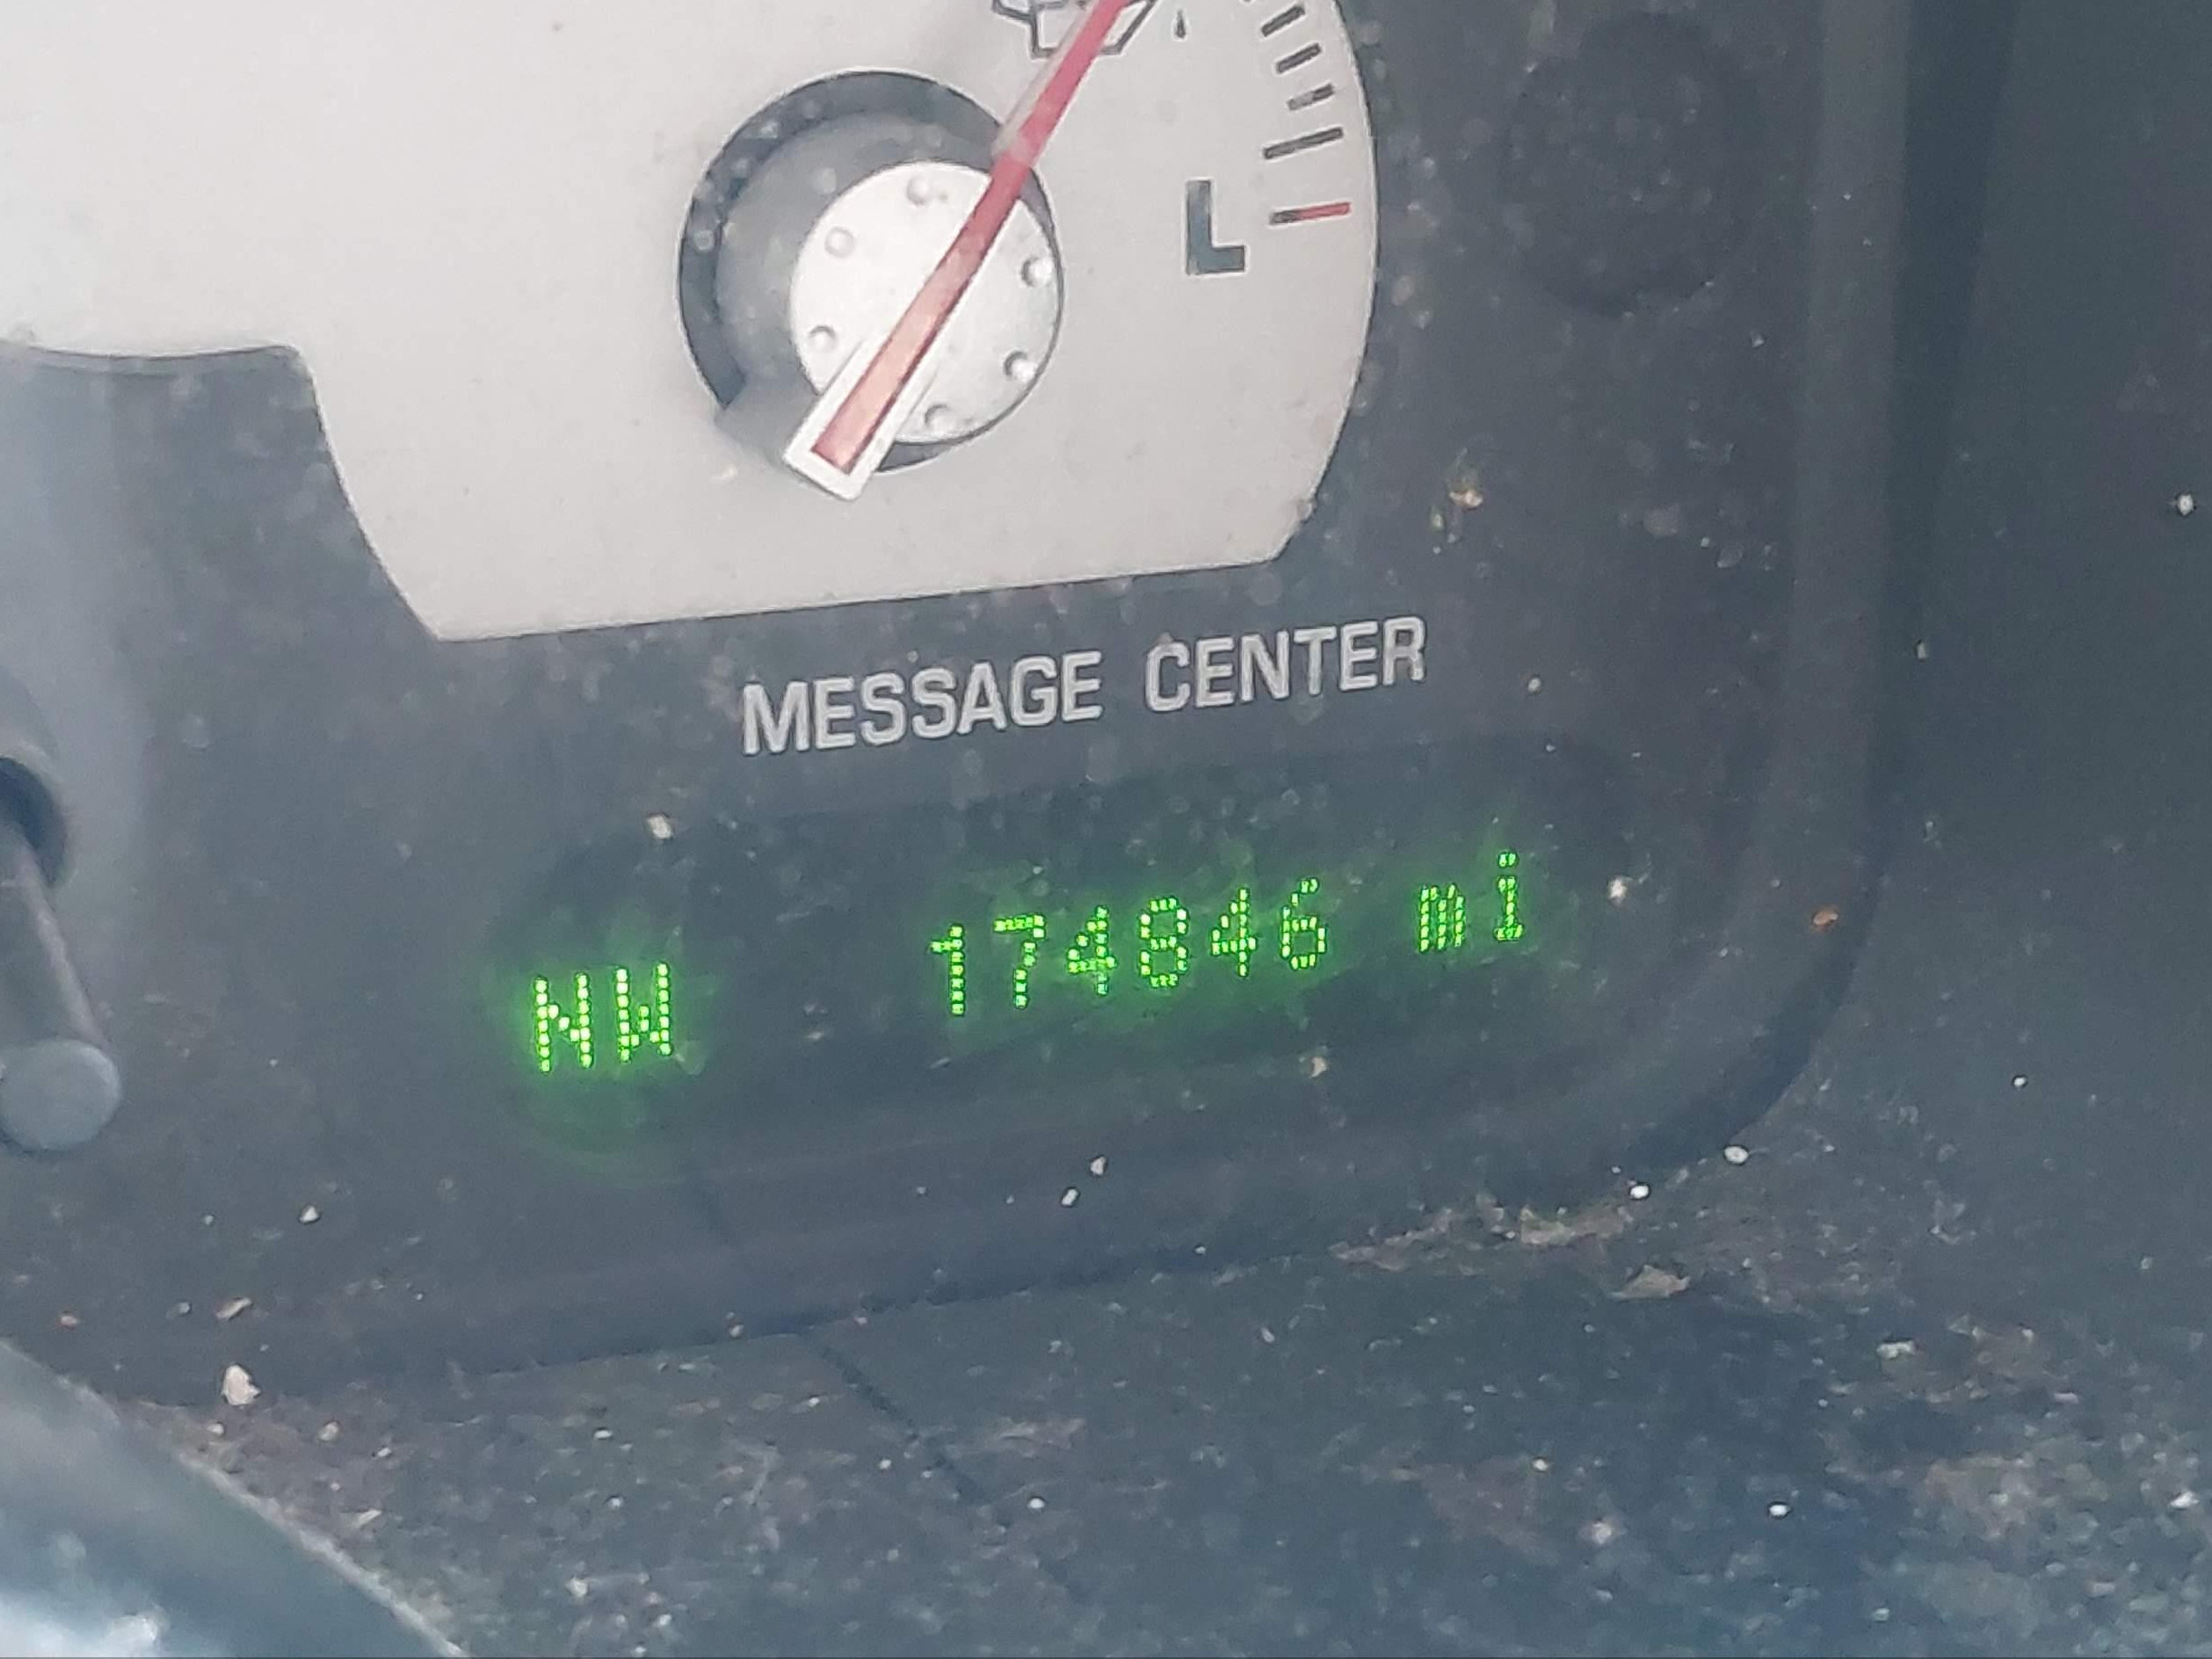 L
MESSAGE CENTER
NW 174846 mi